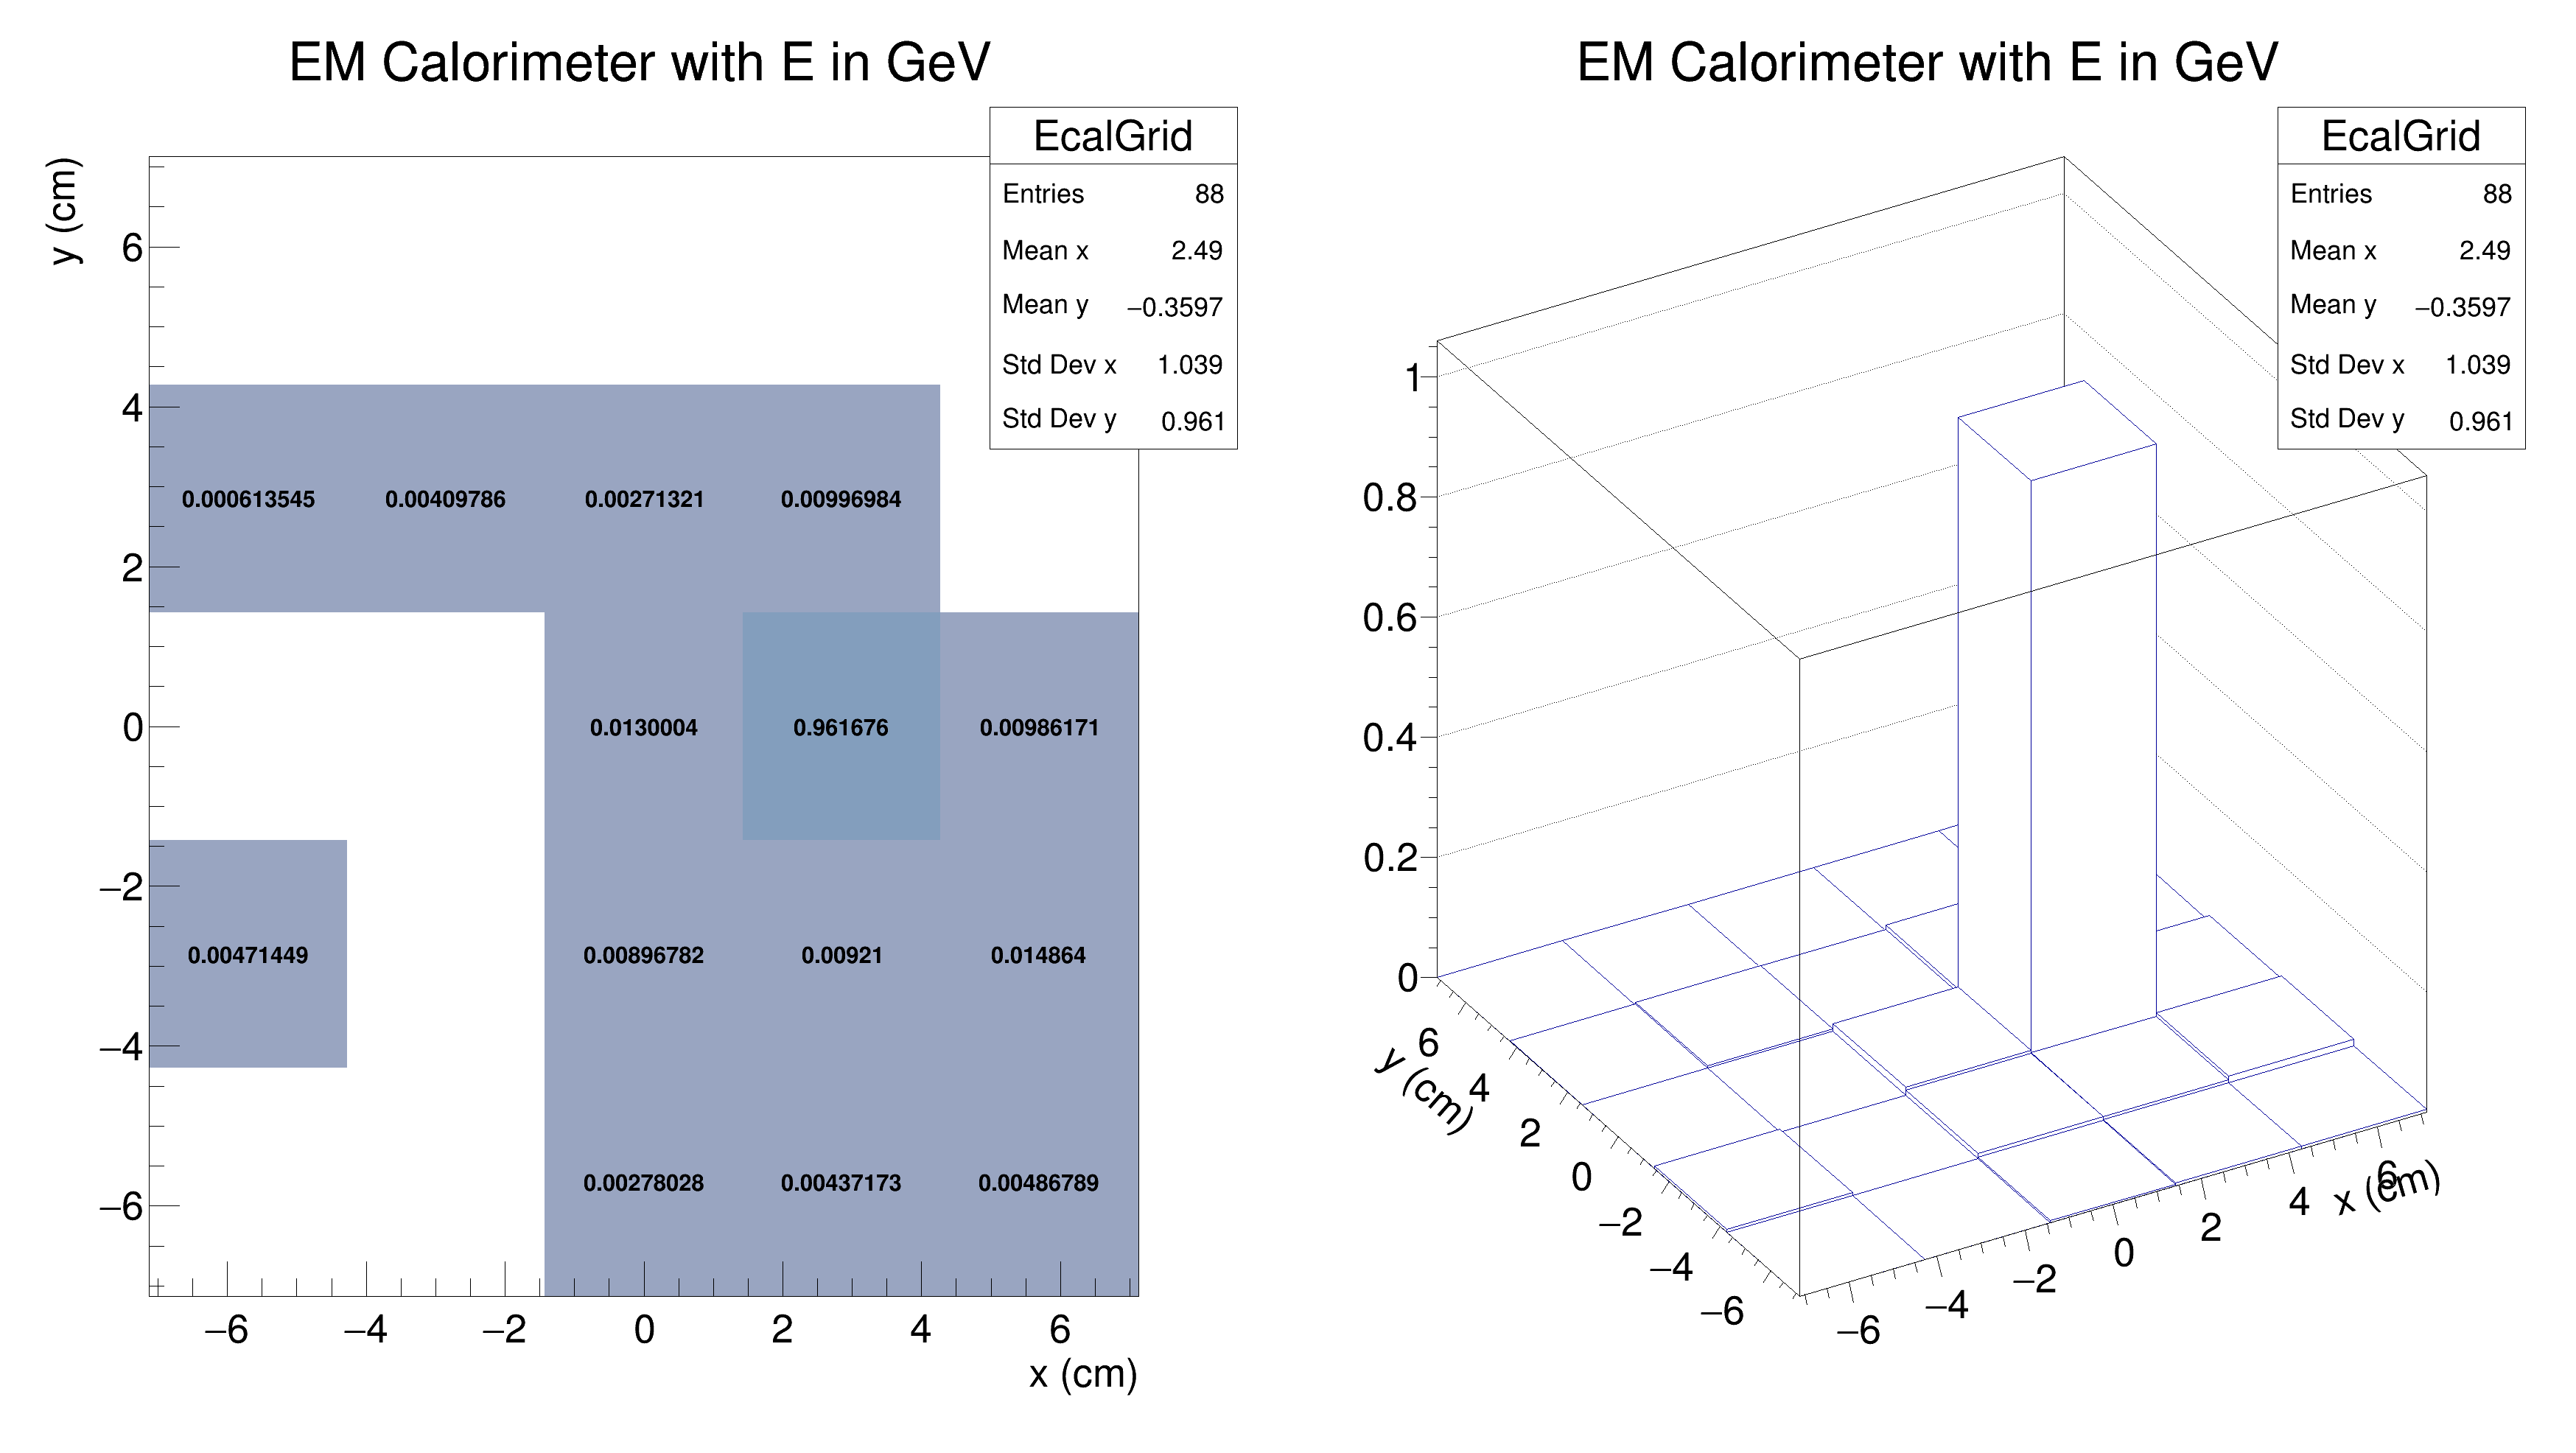 EM Calorimeter with E in GeV
EcalGrid
Entries 88
Mean x 2.49
Mean y −0.3597
Std Dev x 1.039
Std Dev y 0.961
y (cm)
6
4
2
0
−2
−4
−6
0.000613545 0.00409786 0.00271321 0.00996984
0.0130004 0.961676 0.00986171
0.00471449 0.00896782 0.00921 0.014864
0.00278028 0.00437173 0.00486789
−6 −4 −2 0 2 4 6
x (cm)
EM Calorimeter with E in GeV
EcalGrid
Entries 88
Mean x 2.49
Mean y −0.3597
Std Dev x 1.039
Std Dev y 0.961
1
0.8
0.6
0.4
0.2
0
y (cm)
6
4
2
0
−2
−4
−6
−6 −4 −2 0 2 4 6
x (cm)